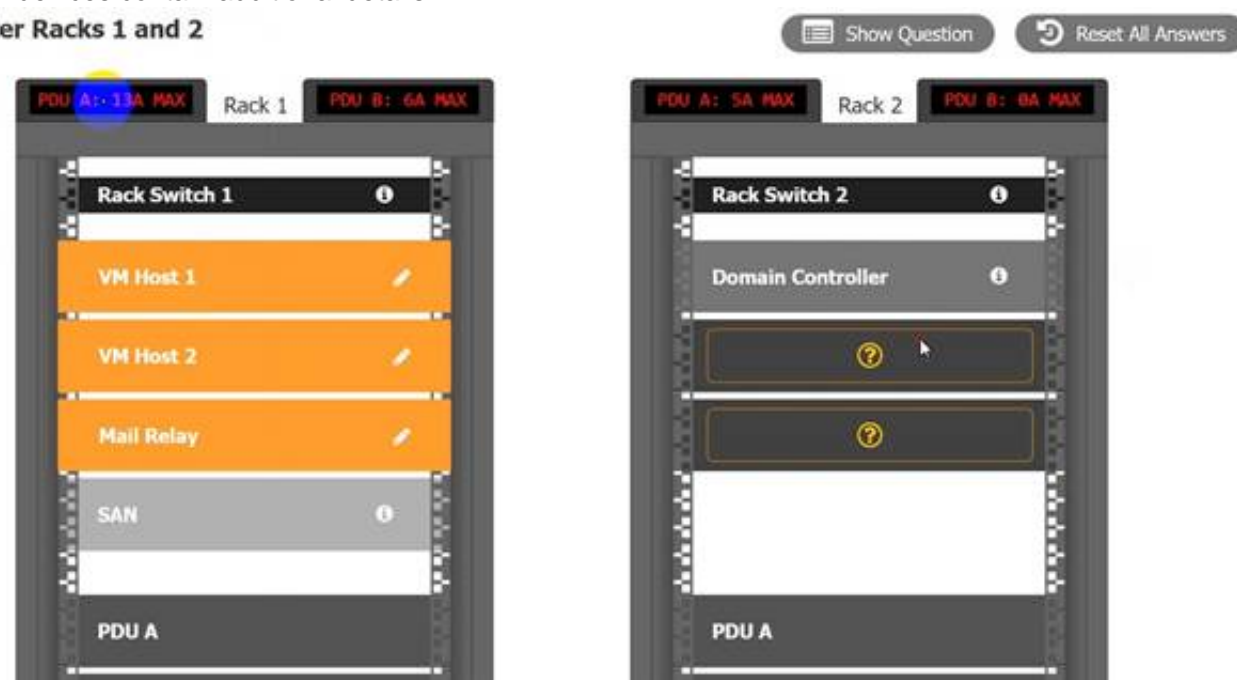 er Racks 1 and 2
Show Question
Reset All Answers
PDU A: 13A MAX
Rack 1
PDU B: 6A MAX
PDU A: 5A MAX
Rack 2
PDU B: 0A MAX
Rack Switch 1
VM Host 1
VM Host 2
Mail Relay
SAN
PDU A
Rack Switch 2
Domain Controller
?
?
PDU A